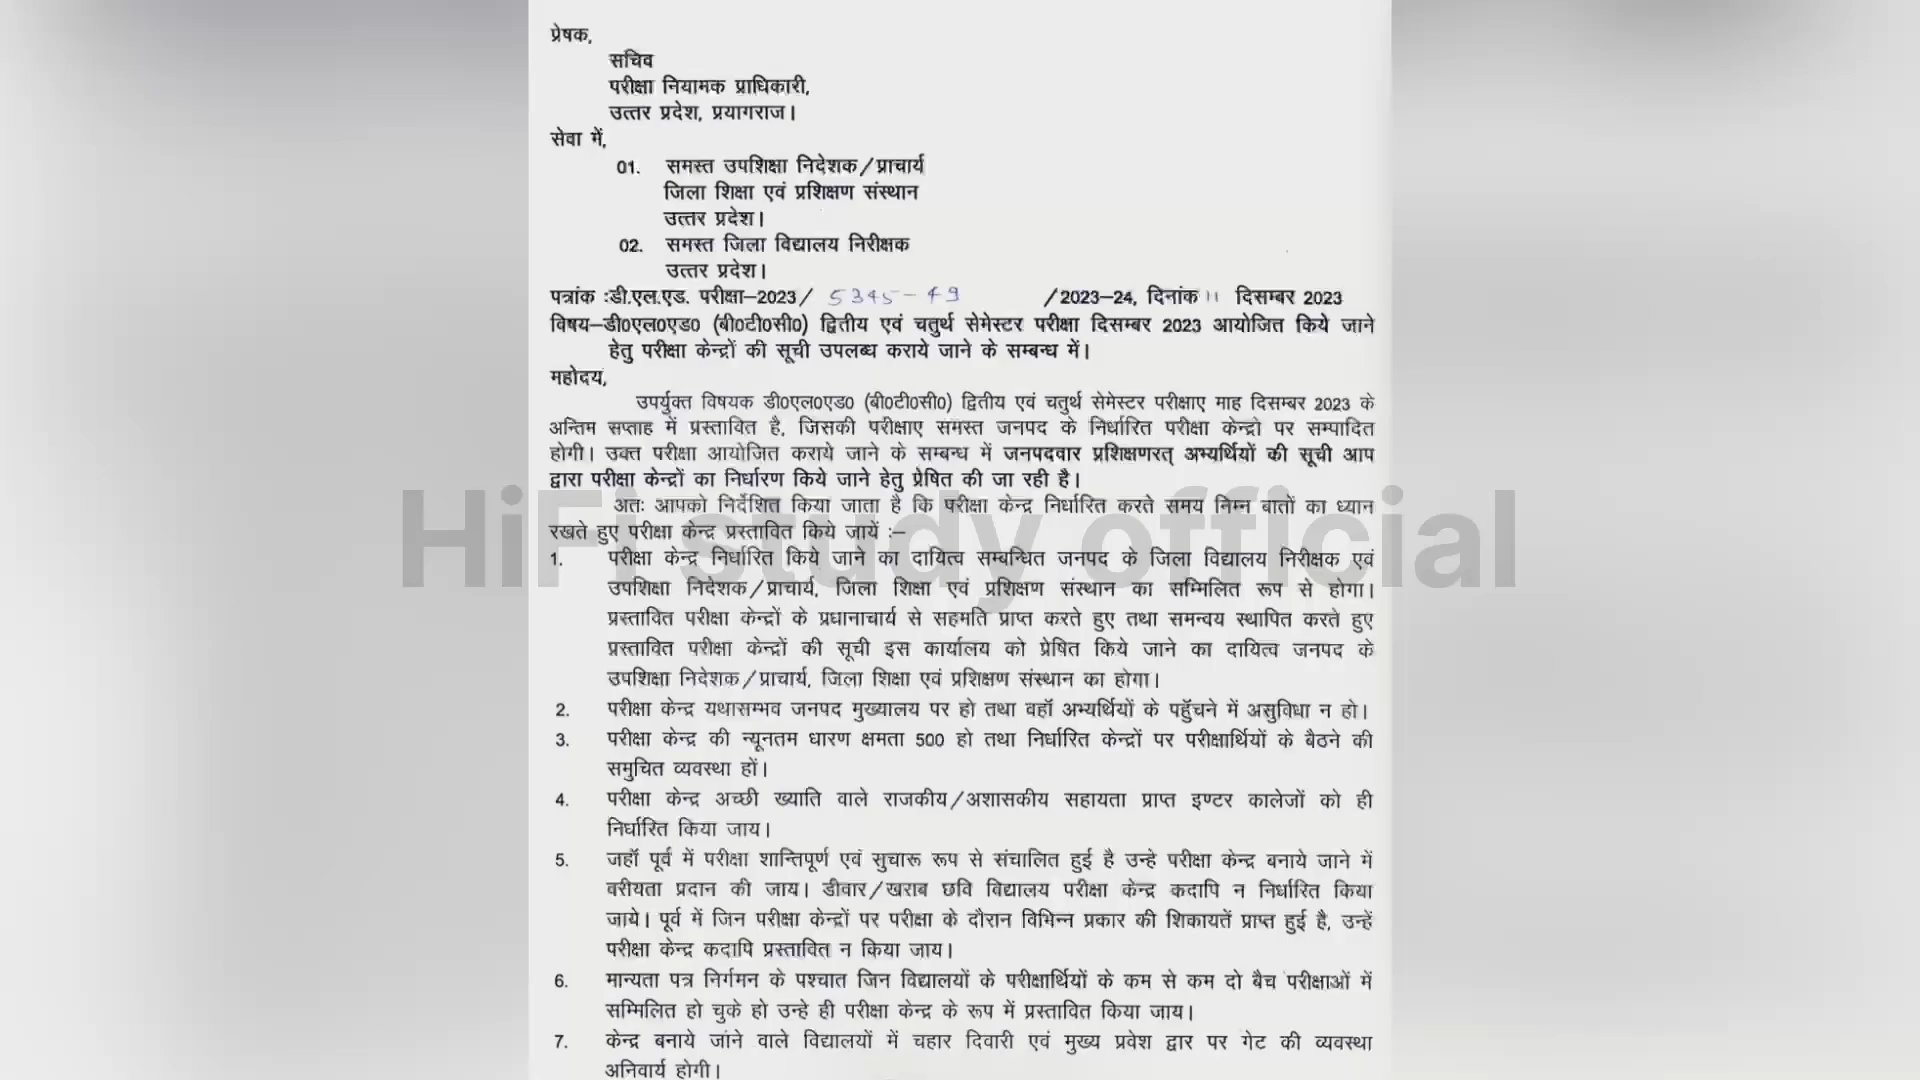 प्रेषक,
सचिव
परीक्षा नियामक प्राधिकारी,
उत्तर प्रदेश, प्रयागराज।
सेवा में,
01. समस्त उपशिक्षा निदेशक/प्राचार्य
जिला शिक्षा एवं प्रशिक्षण संस्थान
उत्तर प्रदेश।
02. समस्त जिला विद्यालय निरीक्षक
उत्तर प्रदेश।
पत्रांक :डी.एल.एड. परीक्षा–2023/ 5345-49 /2023–24, दिनांक 11 दिसम्बर 2023
विषय–डी0एल0एड0 (बी0टी0सी0) द्वितीय एवं चतुर्थ सेमेस्टर परीक्षा दिसम्बर 2023 आयोजित किये जाने
हेतु परीक्षा केन्द्रों की सूची उपलब्ध कराये जाने के सम्बन्ध में।
महोदय,
उपर्युक्त विषयक डी0एल0एड0 (बी0टी0सी0) द्वितीय एवं चतुर्थ सेमेस्टर परीक्षाए माह दिसम्बर 2023 के
अन्तिम सप्ताह में प्रस्तावित है, जिसकी परीक्षाए समस्त जनपद के निर्धारित परीक्षा केन्द्रो पर सम्पादित
होगी। उक्त परीक्षा आयोजित कराये जाने के सम्बन्ध में जनपदवार प्रशिक्षणरत् अभ्यर्थियों की सूची आप
द्वारा परीक्षा केन्द्रों का निर्धारण किये जाने हेतु प्रेषित की जा रही है।
अतः आपको निर्देशित किया जाता है कि परीक्षा केन्द्र निर्धारित करते समय निम्न बातों का ध्यान
रखते हुए परीक्षा केन्द्र प्रस्तावित किये जायें :–
HiFi study official
1. परीक्षा केन्द्र निर्धारित किये जाने का दायित्व सम्बन्धित जनपद के जिला विद्यालय निरीक्षक एवं
उपशिक्षा निदेशक/प्राचार्य, जिला शिक्षा एवं प्रशिक्षण संस्थान का सम्मिलित रूप से होगा।
प्रस्तावित परीक्षा केन्द्रों के प्रधानाचार्य से सहमति प्राप्त करते हुए तथा समन्वय स्थापित करते हुए
प्रस्तावित परीक्षा केन्द्रों की सूची इस कार्यालय को प्रेषित किये जाने का दायित्व जनपद के
उपशिक्षा निदेशक/प्राचार्य, जिला शिक्षा एवं प्रशिक्षण संस्थान का होगा।
2. परीक्षा केन्द्र यथासम्भव जनपद मुख्यालय पर हो तथा वहॉ अभ्यर्थियों के पहुॅचने में असुविधा न हो।
3. परीक्षा केन्द्र की न्यूनतम धारण क्षमता 500 हो तथा निर्धारित केन्द्रों पर परीक्षार्थियों के बैठने की
समुचित व्यवस्था हों।
4. परीक्षा केन्द्र अच्छी ख्याति वाले राजकीय/अशासकीय सहायता प्राप्त इण्टर कालेजों को ही
निर्धारित किया जाय।
5. जहॉ पूर्व में परीक्षा शान्तिपूर्ण एवं सुचारू रूप से संचालित हुई है उन्हे परीक्षा केन्द्र बनाये जाने में
वरीयता प्रदान की जाय। डीवार/खराब छवि विद्यालय परीक्षा केन्द्र कदापि न निर्धारित किया
जाये। पूर्व में जिन परीक्षा केन्द्रों पर परीक्षा के दौरान विभिन्न प्रकार की शिकायतें प्राप्त हुई है, उन्हें
परीक्षा केन्द्र कदापि प्रस्तावित न किया जाय।
6. मान्यता पत्र निर्गमन के पश्चात जिन विद्यालयों के परीक्षार्थियों के कम से कम दो बैच परीक्षाओं में
सम्मिलित हो चुके हो उन्हे ही परीक्षा केन्द्र के रूप में प्रस्तावित किया जाय।
7. केन्द्र बनाये जाने वाले विद्यालयों में चहार दिवारी एवं मुख्य प्रवेश द्वार पर गेट की व्यवस्था
अनिवार्य होगी।